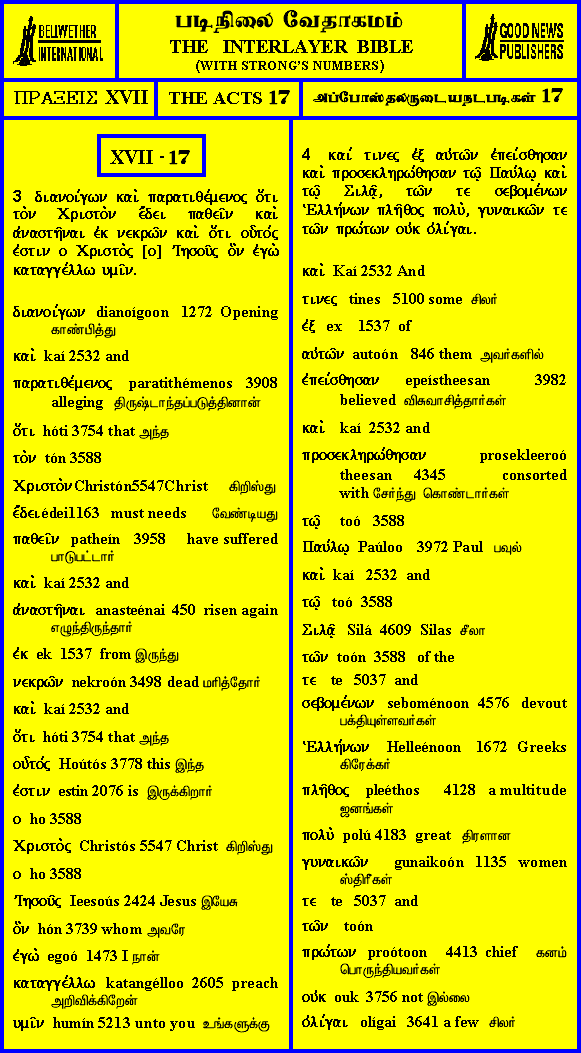 BELLWETHER
INTERNATIONAL
படிநிலை வேதாகமம்
THE INTERLAYER BIBLE
(WITH STRONG'S NUMBERS)
GOOD NEWS
PUBLISHERS
ΠΡΑΞΕΙΣ XVII
THE ACTS 17
அப்போஸ்தலருடையநடபடிகள் 17
XVII - 17
3 διανοίγων καὶ παρατιθέμενος ὅτι
τὸν Χριστὸν ἔδει παθεῖν καὶ
ἀναστῆναι ἐκ νεκρῶν καὶ ὅτι οὗτός
ἐστιν ο Χριστὸς [ο] Ἰησοῦς ὃν ἐγὼ
καταγγέλλω υμῖν.
διανοίγων dianoígoon 1272 Opening
காண்பித்து
καὶ kaí 2532 and
παρατιθέμενος paratithémenos 3908
alleging திருஷ்டாந்தப்படுத்தினான்
ὅτι hóti 3754 that அந்த
τὸν tón 3588
Χριστὸν Christón5547Christ கிறிஸ்து
ἔδει édei1163 must needs வேண்டியது
παθεῖν patheín 3958 have suffered
பாடுபட்டார்
καὶ kaí 2532 and
ἀναστῆναι anasteénai 450 risen again
எழுந்திருந்தார்
ἐκ ek 1537 from இருந்து
νεκρῶν nekroón 3498 dead மரித்தோர்
καὶ kaí 2532 and
ὅτι hóti 3754 that அந்த
οὗτός Hoútós 3778 this இந்த
ἐστιν estin 2076 is இருக்கிறார்
ο ho 3588
Χριστὸς Christós 5547 Christ கிறிஸ்து
ο ho 3588
Ἰησοῦς Ieesoús 2424 Jesus இயேசு
ὃν hón 3739 whom அவரே
ἐγὼ egoó 1473 I நான்
καταγγέλλω katangélloo 2605 preach
அறிவிக்கிறேன்
υμῖν humín 5213 unto you உங்களுக்கு
4 καί τινες ἐξ αὐτῶν ἐπείσθησαν
καὶ προσεκληρώθησαν τῷ Παύλῳ καὶ
τῷ Σιλᾷ, τῶν τε σεβομένων
Ἑλλήνων πλῆθος πολὺ, γυναικῶν τε
τῶν πρώτων οὐκ ὀλίγαι.
καὶ Kaí 2532 And
τινες tines 5100 some சிலர்
ἐξ ex 1537 of
αὐτῶν autoón 846 them அவர்களில்
ἐπείσθησαν epeístheesan 3982
believed விசுவாசித்தார்கள்
καὶ kaí 2532 and
προσεκληρώθησαν prosekleeroó
theesan 4345 consorted
with சேர்ந்து கொண்டார்கள்
τῷ toó 3588
Παύλῳ Paúloo 3972 Paul பவுல்
καὶ kaí 2532 and
τῷ toó 3588
Σιλᾷ Silá 4609 Silas சீலா
τῶν toón 3588 of the
τε te 5037 and
σεβομένων seboménoon 4576 devout
பக்தியுள்ளவர்கள்
Ἑλλήνων Helleénoon 1672 Greeks
கிரேக்கர்
πλῆθος pleéthos 4128 a multitude
ஜனங்கள்
πολὺ polú 4183 great திரளான
γυναικῶν gunaikoón 1135 women
ஸ்திரீகள்
τε te 5037 and
τῶν toón
πρώτων proótoon 4413 chief கனம்
பொருந்தியவர்கள்
οὐκ ouk 3756 not இல்லை
ὀλίγαι olígai 3641 a few சிலர்